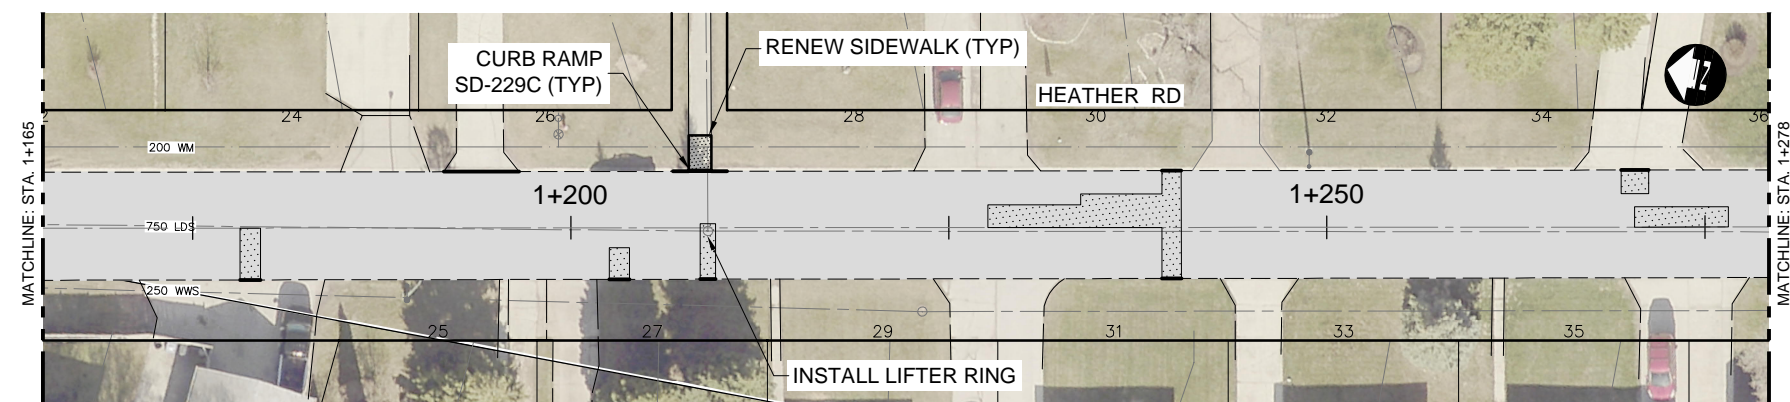 CURB RAMP
SD-229C (TYP)
RENEW SIDEWALK (TYP)
HEATHER RD
24
26
28
30
32
34
36
MATCHLINE: STA. 1+165
200 WM
1+200
1+250
750 LDS
250 WWS
MATCHLINE: STA. 1+278
25
27
29
31
33
35
INSTALL LIFTER RING